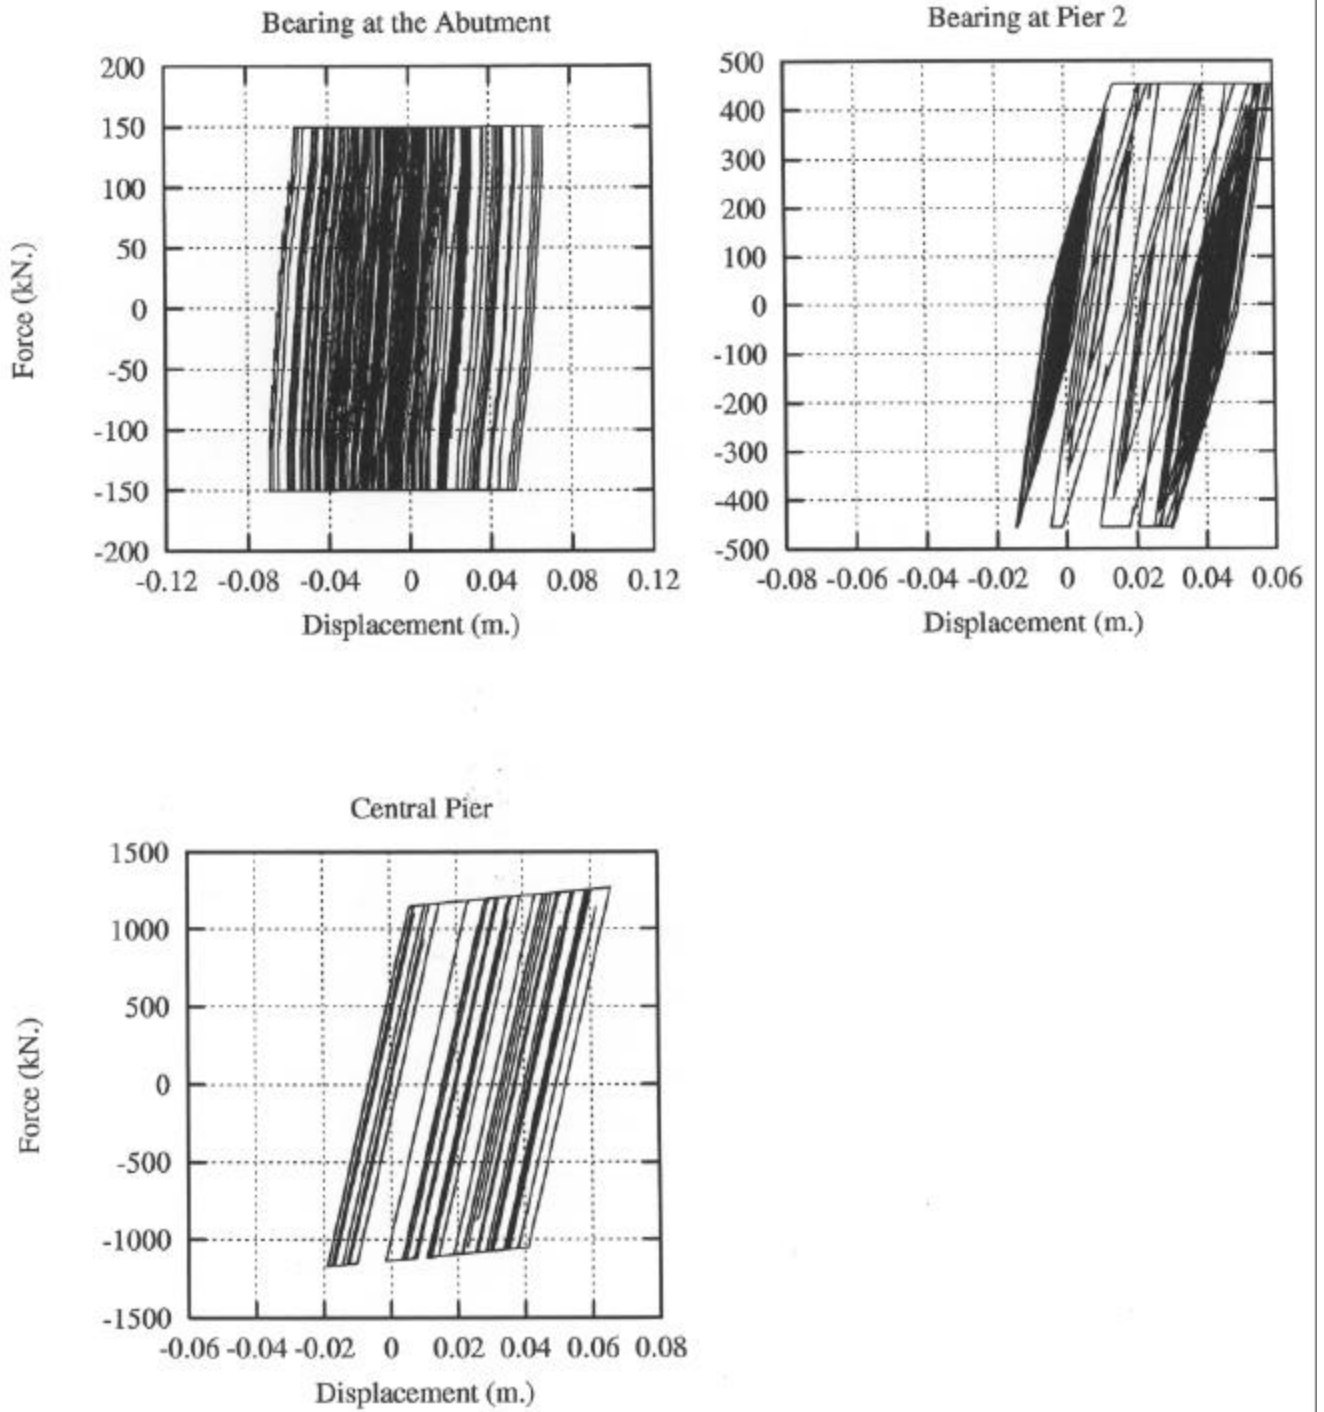 Bearing at the Abutment
200
150
100
50
0
-50
-100
-150
-200
Force (kN.)
-0.12 -0.08 -0.04 0 0.04 0.08 0.12
Displacement (m.)
Bearing at Pier 2
500
400
300
200
100
0
-100
-200
-300
-400
-500
-0.08 -0.06 -0.04 -0.02 0 0.02 0.04 0.06
Displacement (m.)
Central Pier
1500
1000
500
0
-500
-1000
-1500
Force (kN.)
-0.06 -0.04 -0.02 0 0.02 0.04 0.06 0.08
Displacement (m.)